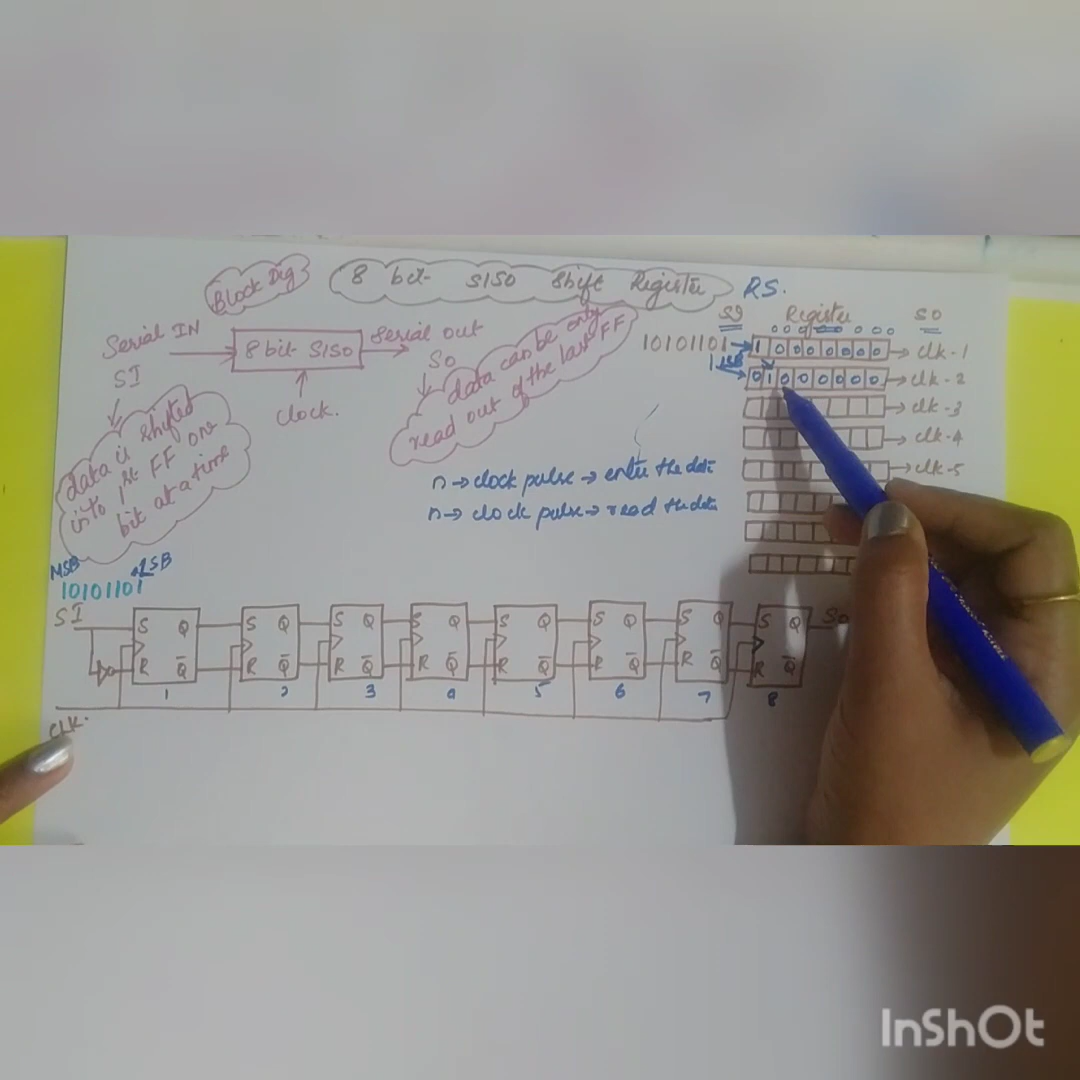 Block Dig
8 bit SISO Shift Register
RS.
Serial IN
SI
8 bit SISO
Serial out
SO
clock.
data is shifted
into 1st FF one
bit at a time
data can be only
read out of the last FF
SI
Register
SO
10101101
LSB
1 0 0 0 0 0 0 0
clk-1
0 1 0 0 0 0 0 0
clk-2
clk-3
clk-4
clk-5
n → clock pulse → enter the data
n → clock pulse → read the data
MSB
LSB
10101101
SI
S Q S Q S Q S Q S Q S Q S Q S Q
SO
R Q̅ R Q̅ R Q̅ R Q̅ R Q̅ R Q̅ R Q̅ R Q̅
1 2 3 4 5 6 7 8
CLK.
InShOt